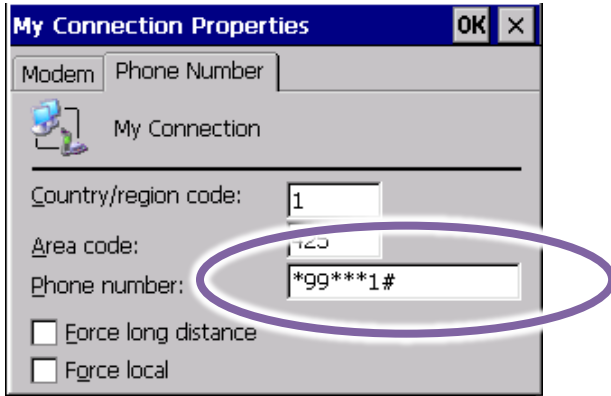 My Connection Properties OK ×
Modem Phone Number
My Connection
Country/region code: 1
Area code: 425
Phone number: *99***1#
Force long distance
Force local